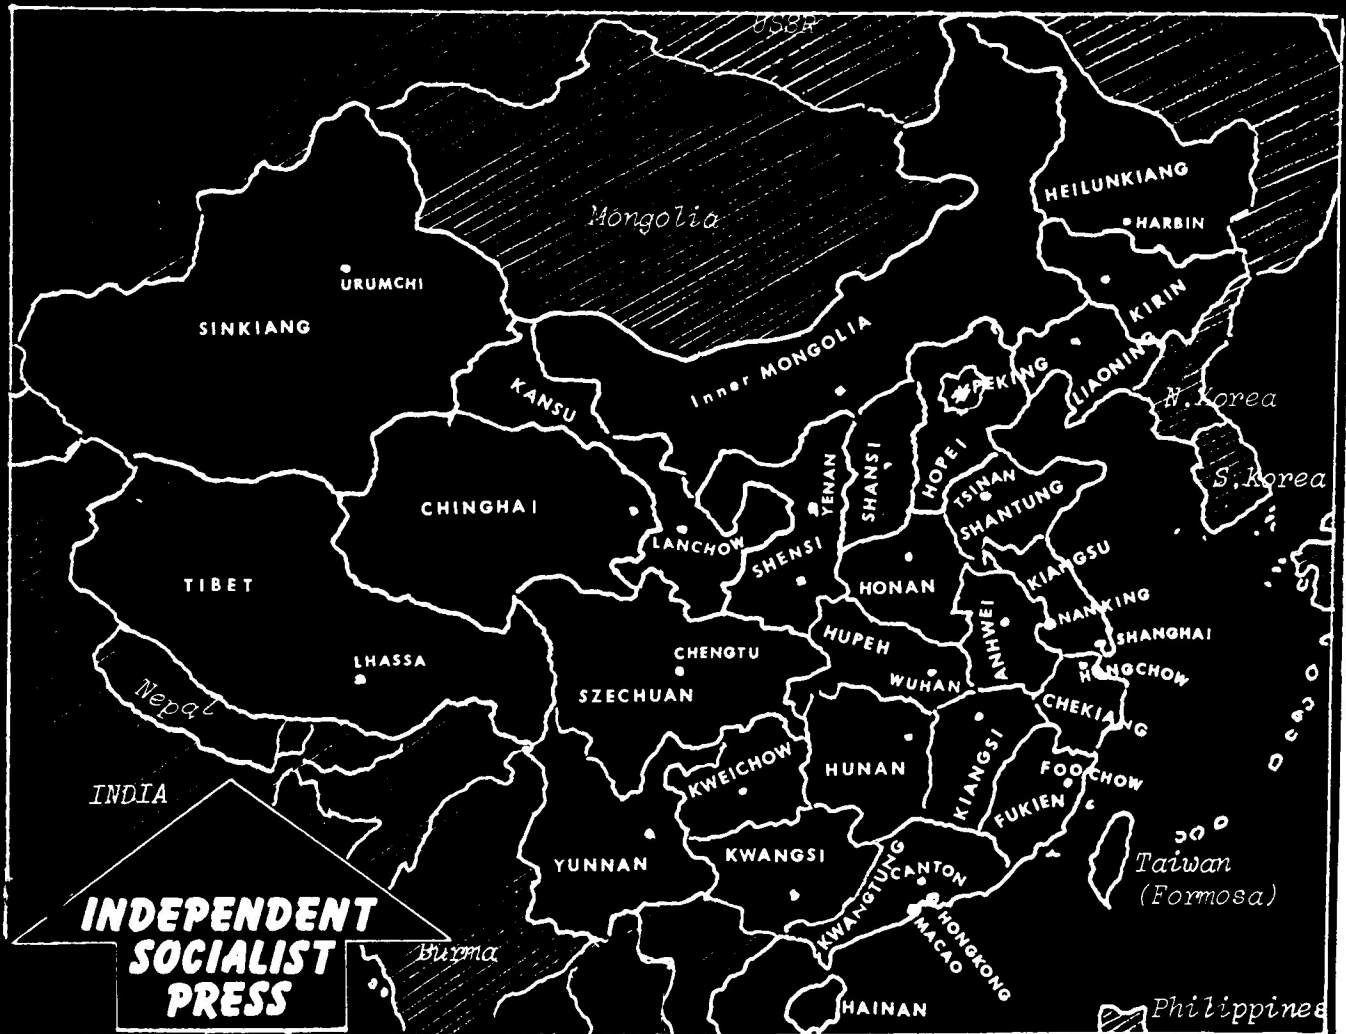 USSR
HEILUNKIANG
HARBIN
Mongolia
URUMCHI
SINKIANG
KIRIN
Inner MONGOLIA
LIAONING
KANSU
PEKING
N.Korea
HOPEI
YENAN
SHANSI
S.Korea
TSINAN
SHANTUNG
CHINGHAI
LANCHOW
SHENSI
KIANGSU
HONAN
TIBET
NANKING
ANHWEI
SHANGHAI
HUPEH
LHASSA
CHENGTU
HANGCHOW
WUHAN
SZECHUAN
Nepal
CHEKIANG
KIANGSI
KWEICHOW
HUNAN
FOOCHOW
INDIA
FUKIEN
YUNNAN
KWANGSI
KWANGTUNG
CANTON
Taiwan
(Formosa)
INDEPENDENT
SOCIALIST
PRESS
Burma
HONGKONG
MACAO
HAINAN
Philippines